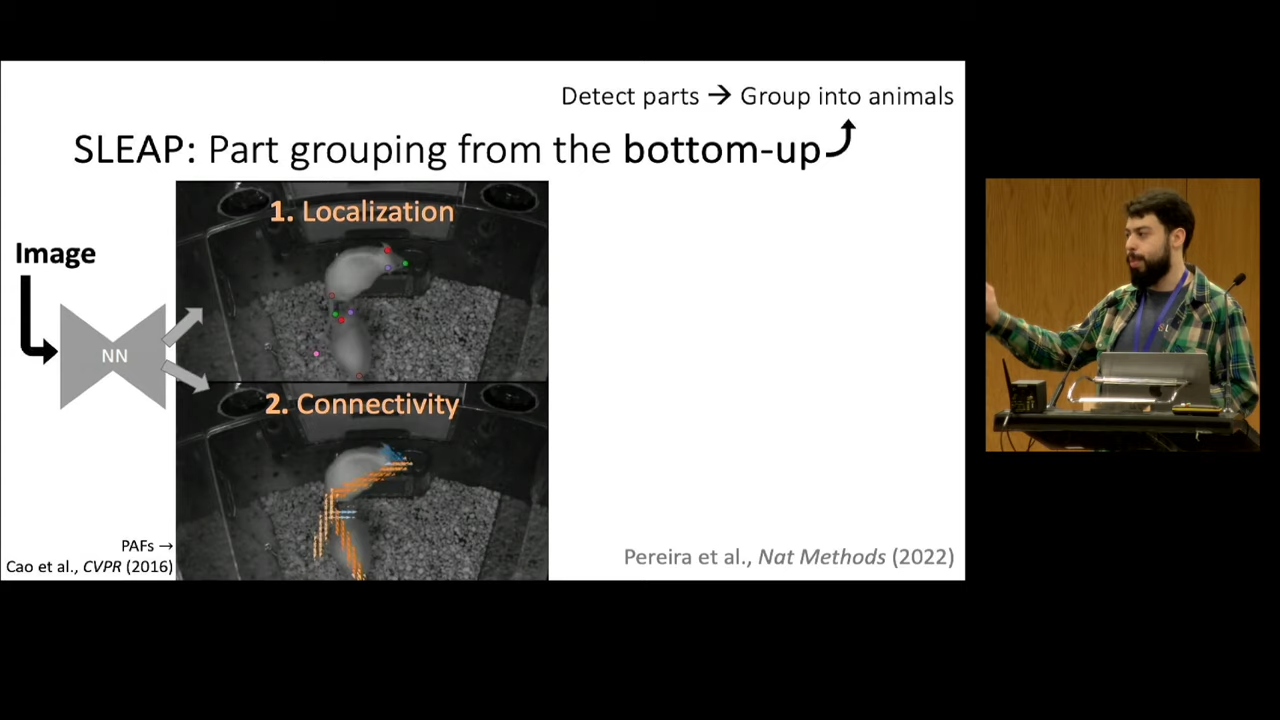 Detect parts → Group into animals
SLEAP: Part grouping from the bottom-up
1. Localization
Image
NN
2. Connectivity
PAFs →
Cao et al., CVPR (2016)
Pereira et al., Nat Methods (2022)